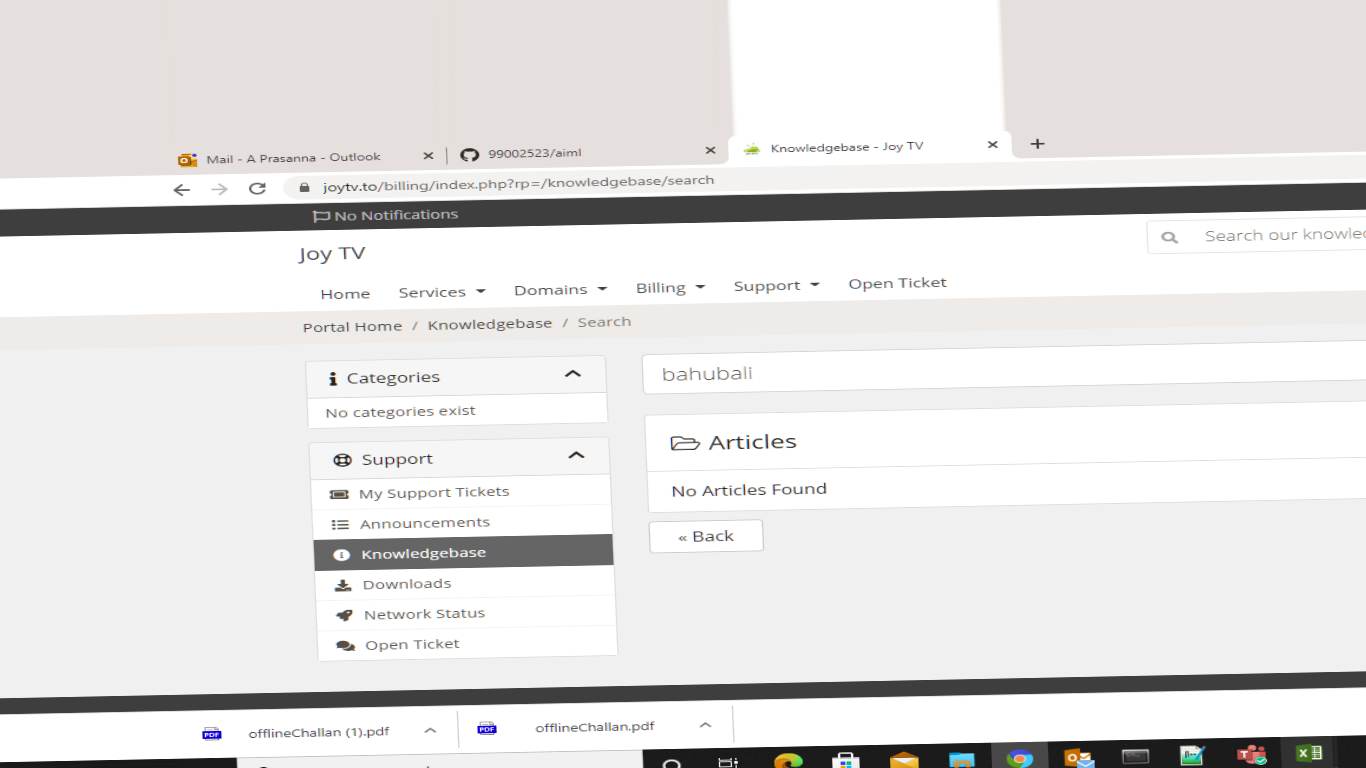 Mail - A Prasanna - Outlook
99002523/aiml
Knowledgebase - Joy TV
joytv.to/billing/index.php?rp=/knowledgebase/search
No Notifications
Joy TV
Search our knowle
Home Services Domains Billing Support Open Ticket
Portal Home / Knowledgebase / Search
Categories
No categories exist
Support
My Support Tickets
Announcements
Knowledgebase
Downloads
Network Status
Open Ticket
bahubali
Articles
No Articles Found
« Back
PDF offlineChallan (1).pdf
PDF offlineChallan.pdf